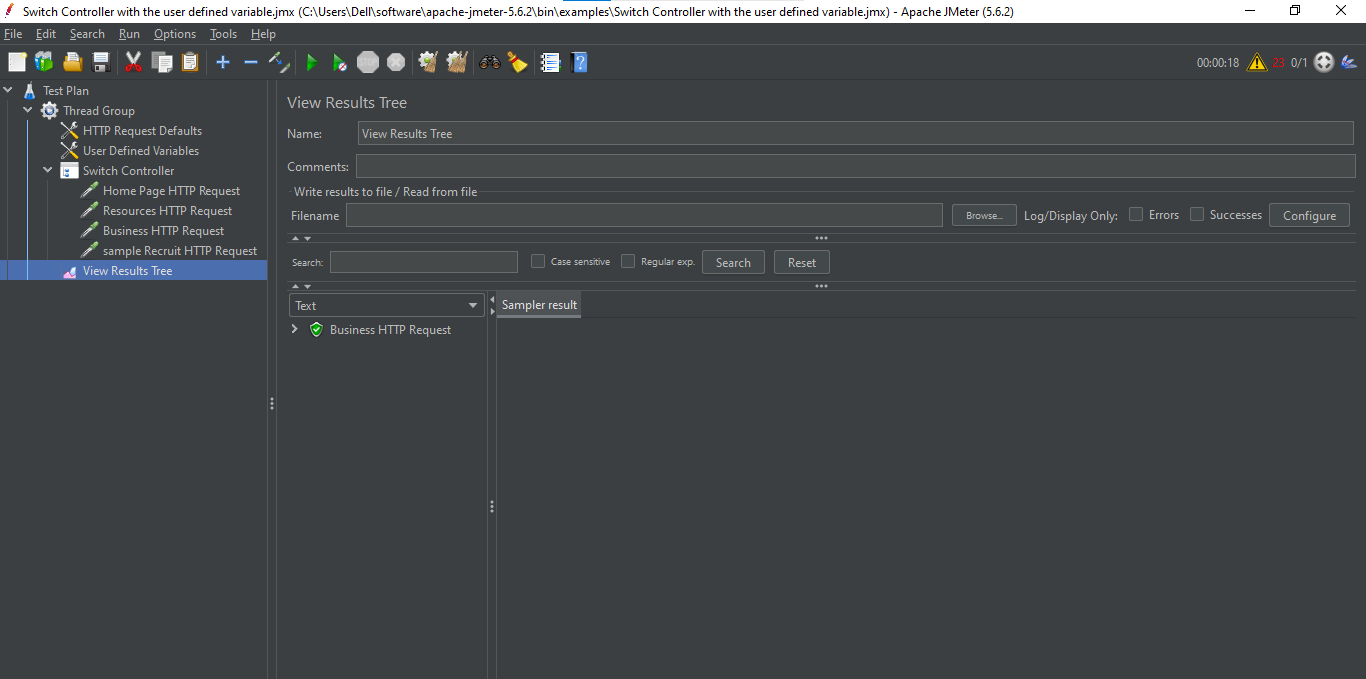 Switch Controller with the user defined variable.jmx (C:\Users\Dell\software\apache-jmeter-5.6.2\bin\examples\Switch Controller with the user defined variable.jmx) - Apache JMeter (5.6.2)
File Edit Search Run Options Tools Help
STOP 00:00:18 23 0/1
Test Plan
Thread Group
HTTP Request Defaults
User Defined Variables
Switch Controller
Home Page HTTP Request
Resources HTTP Request
Business HTTP Request
sample Recruit HTTP Request
View Results Tree
View Results Tree
Name: View Results Tree
Comments:
Write results to file / Read from file
Filename Browse... Log/Display Only: Errors Successes Configure
Search: Case sensitive Regular exp. Search Reset
Text Sampler result
Business HTTP Request